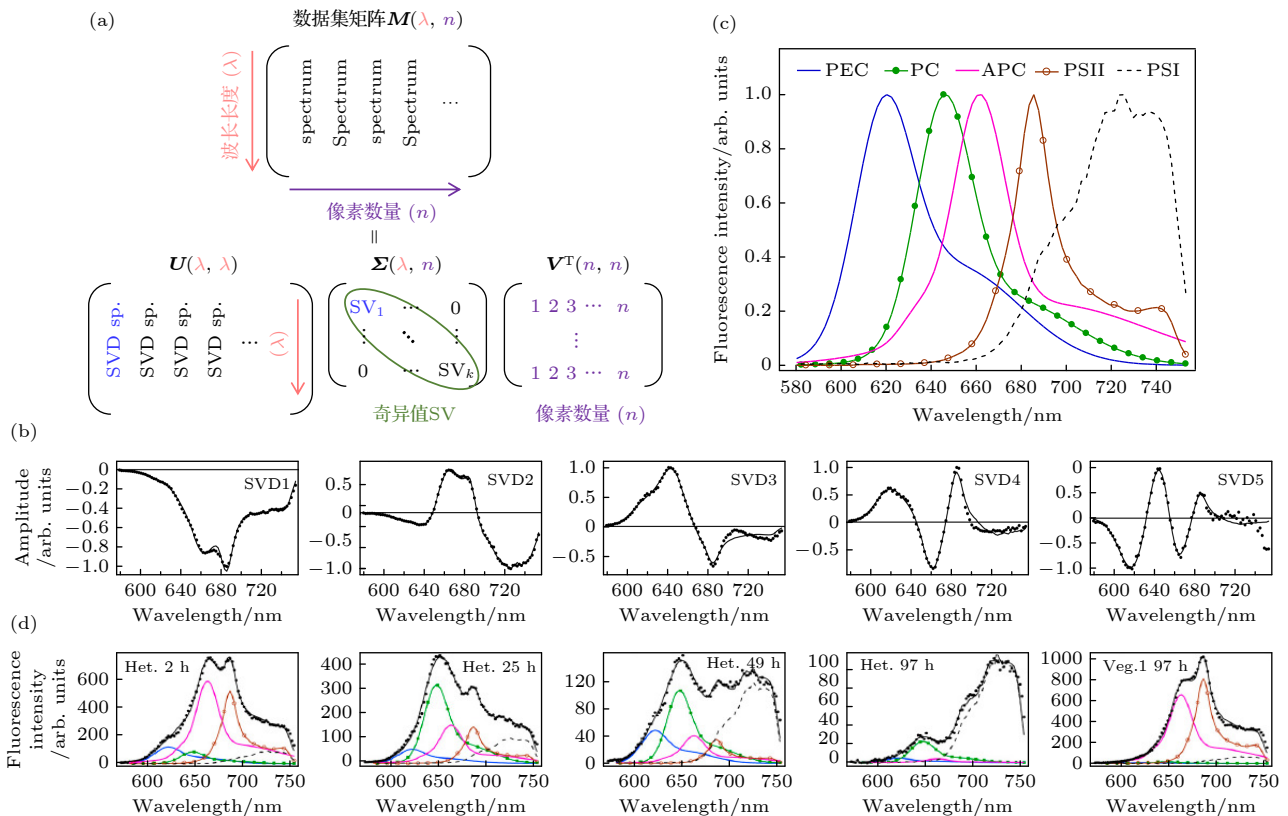 (a)
数据集矩阵M(λ, n)
波长长度 (λ)
spectrum
Spectrum
spectrum
Spectrum
⋯
像素数量 (n)
=
U(λ, λ)
Σ(λ, n)
V^T(n, n)
SVD sp.
SVD sp.
SVD sp.
SVD sp.
⋯
(λ)
SV₁ ⋯ 0
⋮ ⋱ ⋮
0 ⋯ SVₖ
1 2 3 ⋯ n
⋮
1 2 3 ⋯ n
奇异值SV
像素数量 (n)
(c)
PEC PC APC PSII PSI
Fluorescence intensity/arb. units
1.0
0.8
0.6
0.4
0.2
0
580 600 620 640 660 680 700 720 740
Wavelength/nm
(b)
Amplitude
/arb. units
SVD1
0
-0.5
-0.4
-0.6
-0.8
-1.0
600 640 680 720
Wavelength/nm
SVD2
1.0
0.5
0
-0.5
-1.0
600 640 680 720
Wavelength/nm
SVD3
1.0
0.5
0
-0.5
600 640 680 720
Wavelength/nm
SVD4
1.0
0.5
0
-0.5
600 640 680 720
Wavelength/nm
SVD5
1.0
0.5
0
-0.5
-1.0
600 640 680 720
Wavelength/nm
(d)
Fluorescence
intensity
/arb. units
Het. 2 h
600
400
200
0
600 650 700 750
Wavelength/nm
Het. 25 h
400
300
200
100
0
600 650 700 750
Wavelength/nm
Het. 49 h
120
80
40
0
600 650 700 750
Wavelength/nm
Het. 97 h
100
80
60
40
20
0
600 650 700 750
Wavelength/nm
Veg.1 97 h
1000
800
600
400
200
0
600 650 700 750
Wavelength/nm